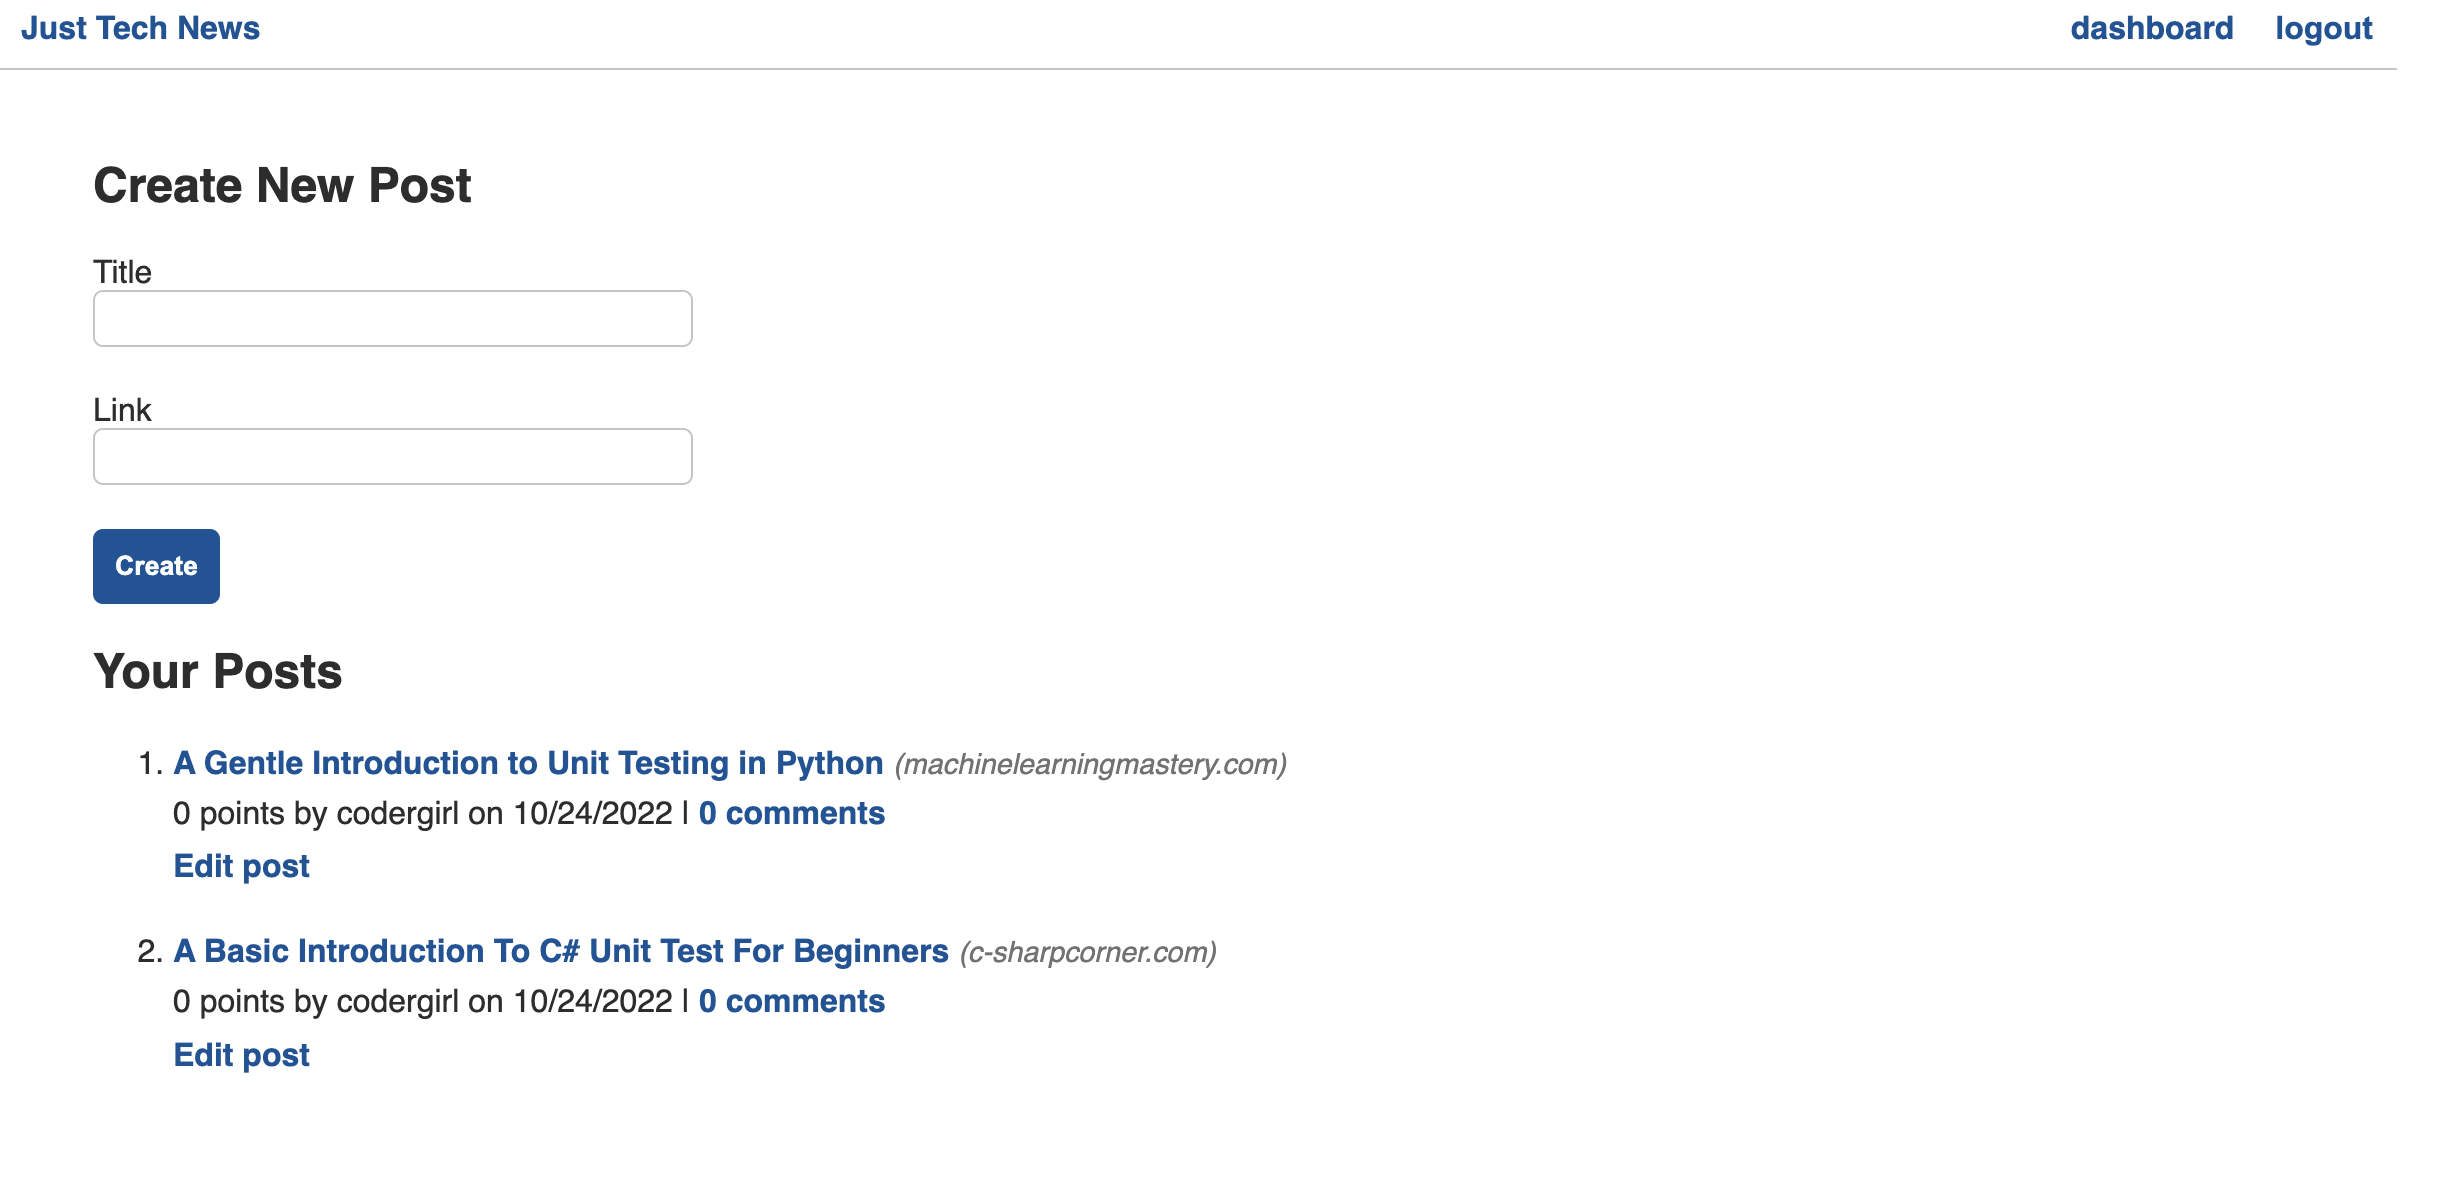 Just Tech News dashboard logout
Create New Post
Title
Link
Create
Your Posts
1. A Gentle Introduction to Unit Testing in Python (machinelearningmastery.com)
0 points by codergirl on 10/24/2022 | 0 comments
Edit post
2. A Basic Introduction To C# Unit Test For Beginners (c-sharpcorner.com)
0 points by codergirl on 10/24/2022 | 0 comments
Edit post